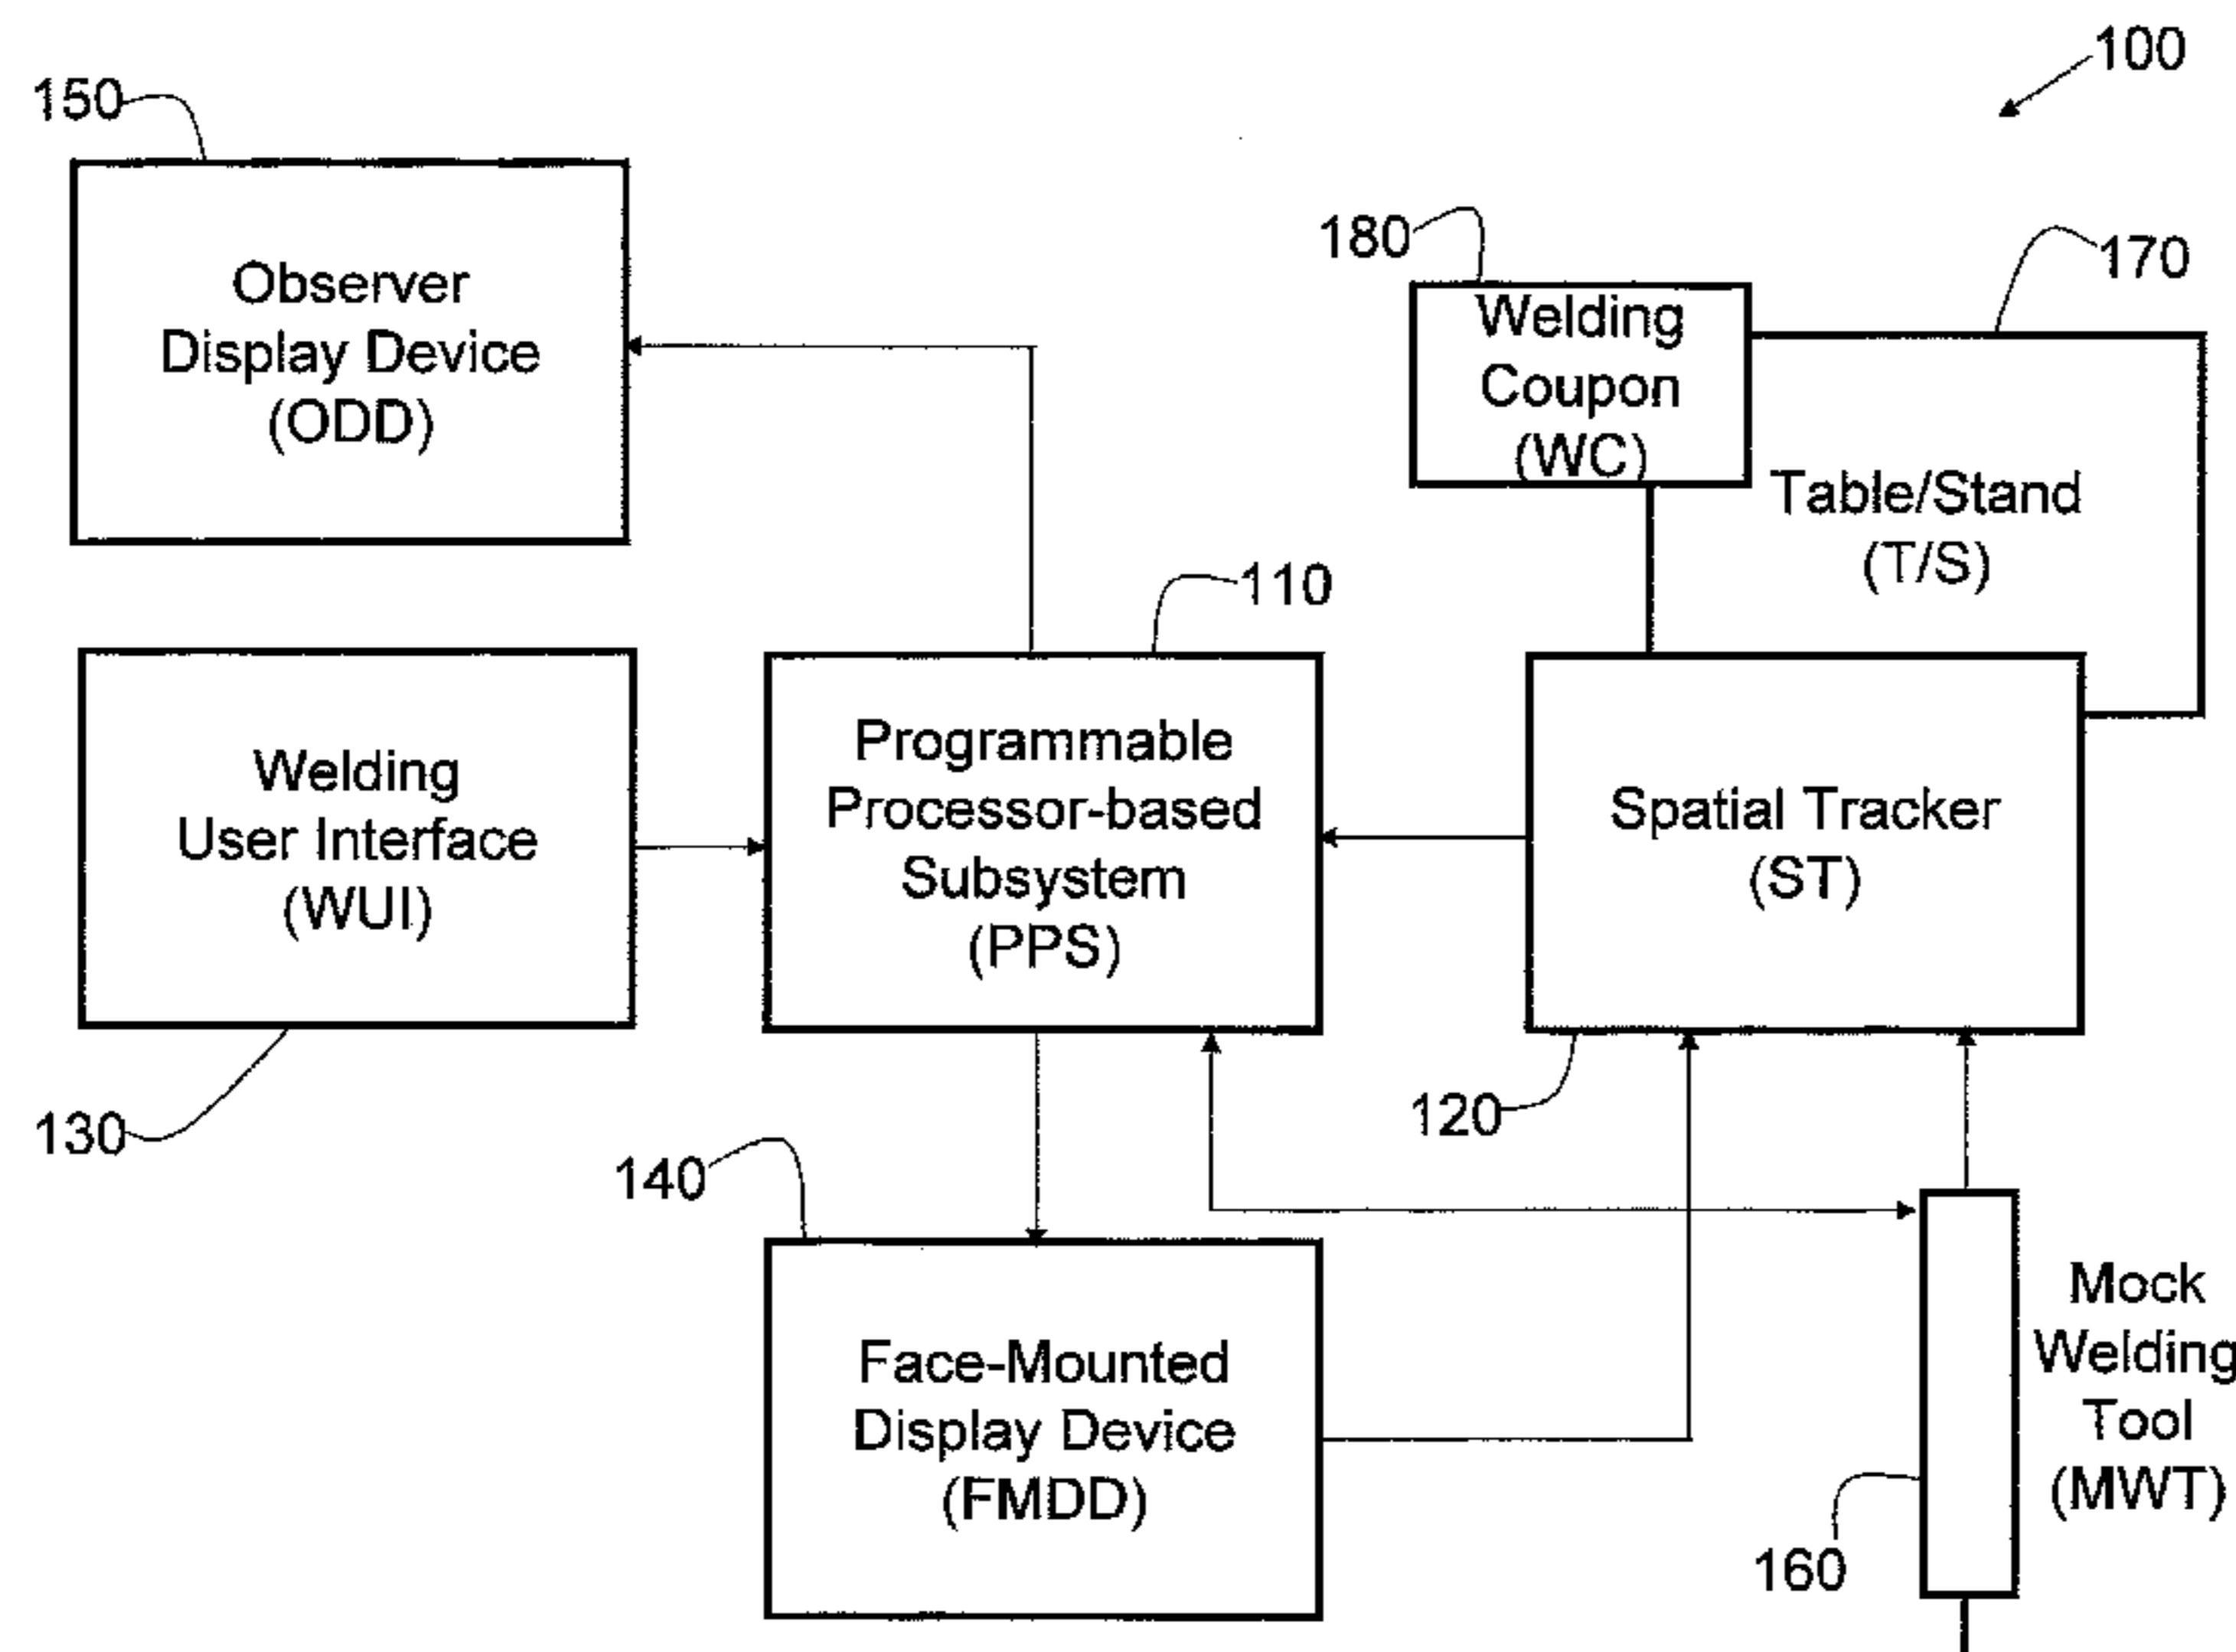 100
150
Observer
Display Device
(ODD)
180
Welding
Coupon
(WC)
170
Table/Stand
(T/S)
110
Welding
User Interface
(WUI)
130
Programmable
Processor-based
Subsystem
(PPS)
Spatial Tracker
(ST)
120
140
Face-Mounted
Display Device
(FMDD)
Mock
Welding
Tool
(MWT)
160